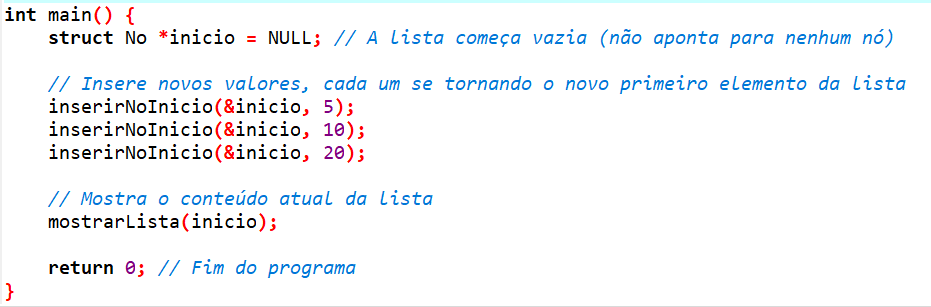 int main() {
    struct No *inicio = NULL; // A lista começa vazia (não aponta para nenhum nó)

    // Insere novos valores, cada um se tornando o novo primeiro elemento da lista
    inserirNoInicio(&inicio, 5);
    inserirNoInicio(&inicio, 10);
    inserirNoInicio(&inicio, 20);

    // Mostra o conteúdo atual da lista
    mostrarLista(inicio);

    return 0; // Fim do programa
}